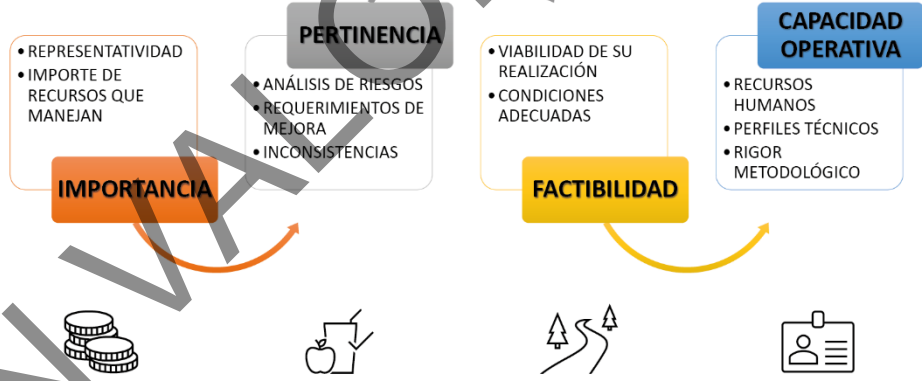 • REPRESENTATIVIDAD
• IMPORTE DE
RECURSOS QUE
MANEJAN
IMPORTANCIA
PERTINENCIA
• ANÁLISIS DE RIESGOS
• REQUERIMIENTOS DE
MEJORA
• INCONSISTENCIAS
• VIABILIDAD DE SU
REALIZACIÓN
• CONDICIONES
ADECUADAS
FACTIBILIDAD
CAPACIDAD
OPERATIVA
• RECURSOS
HUMANOS
• PERFILES TÉCNICOS
• RIGOR
METODOLÓGICO